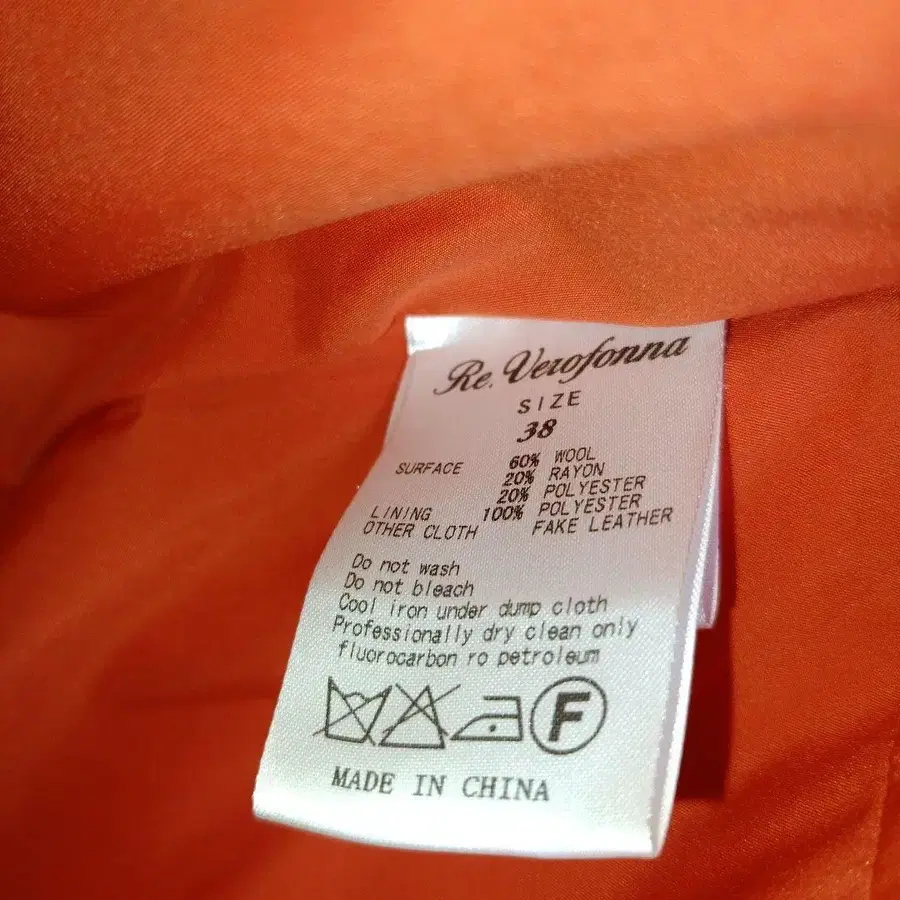 Re. Verofonna
SIZE
38
SURFACE 60% WOOL
20% RAYON
20% POLYESTER
LINING 100% POLYESTER
OTHER CLOTH FAKE LEATHER
Do not wash
Do not bleach
Cool iron under dump cloth
Professionally dry clean only
fluorocarbon ro petroleum
F
MADE IN CHINA